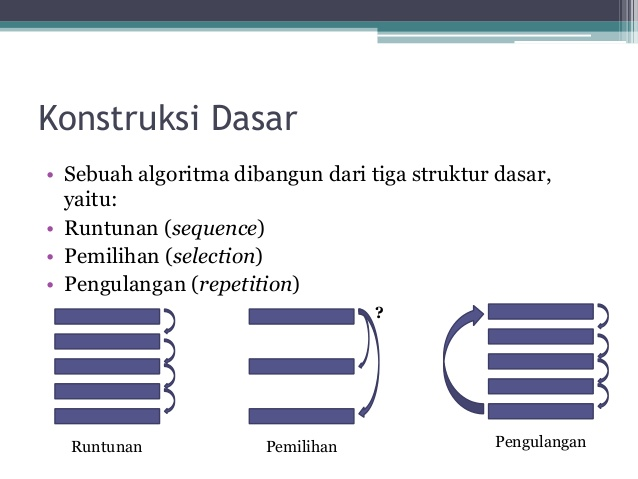 Konstruksi Dasar
• Sebuah algoritma dibangun dari tiga struktur dasar,
yaitu:
• Runtunan (sequence)
• Pemilihan (selection)
• Pengulangan (repetition)
?
Runtunan
Pemilihan
Pengulangan